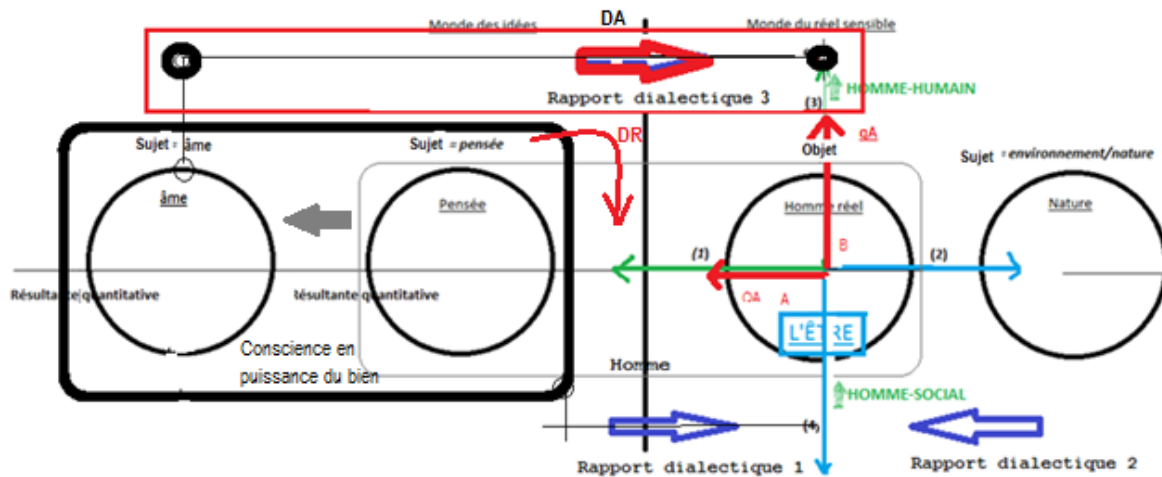 DA
Monde des idées
Monde du réel sensible
HOMME-HUMAIN
Rapport dialectique 3
(3)
Sujet = âme
Sujet = pensée
DR
qA
Objet
Sujet = environnement/nature
âme
Pensée
Homme réel
Nature
(1)
B
(2)
Résultante quantitative
Résultante quantitative
QA
A
L'ÊTRE
Conscience en
puissance du bien
Homme
HOMME-SOCIAL
(4)
Rapport dialectique 1
Rapport dialectique 2